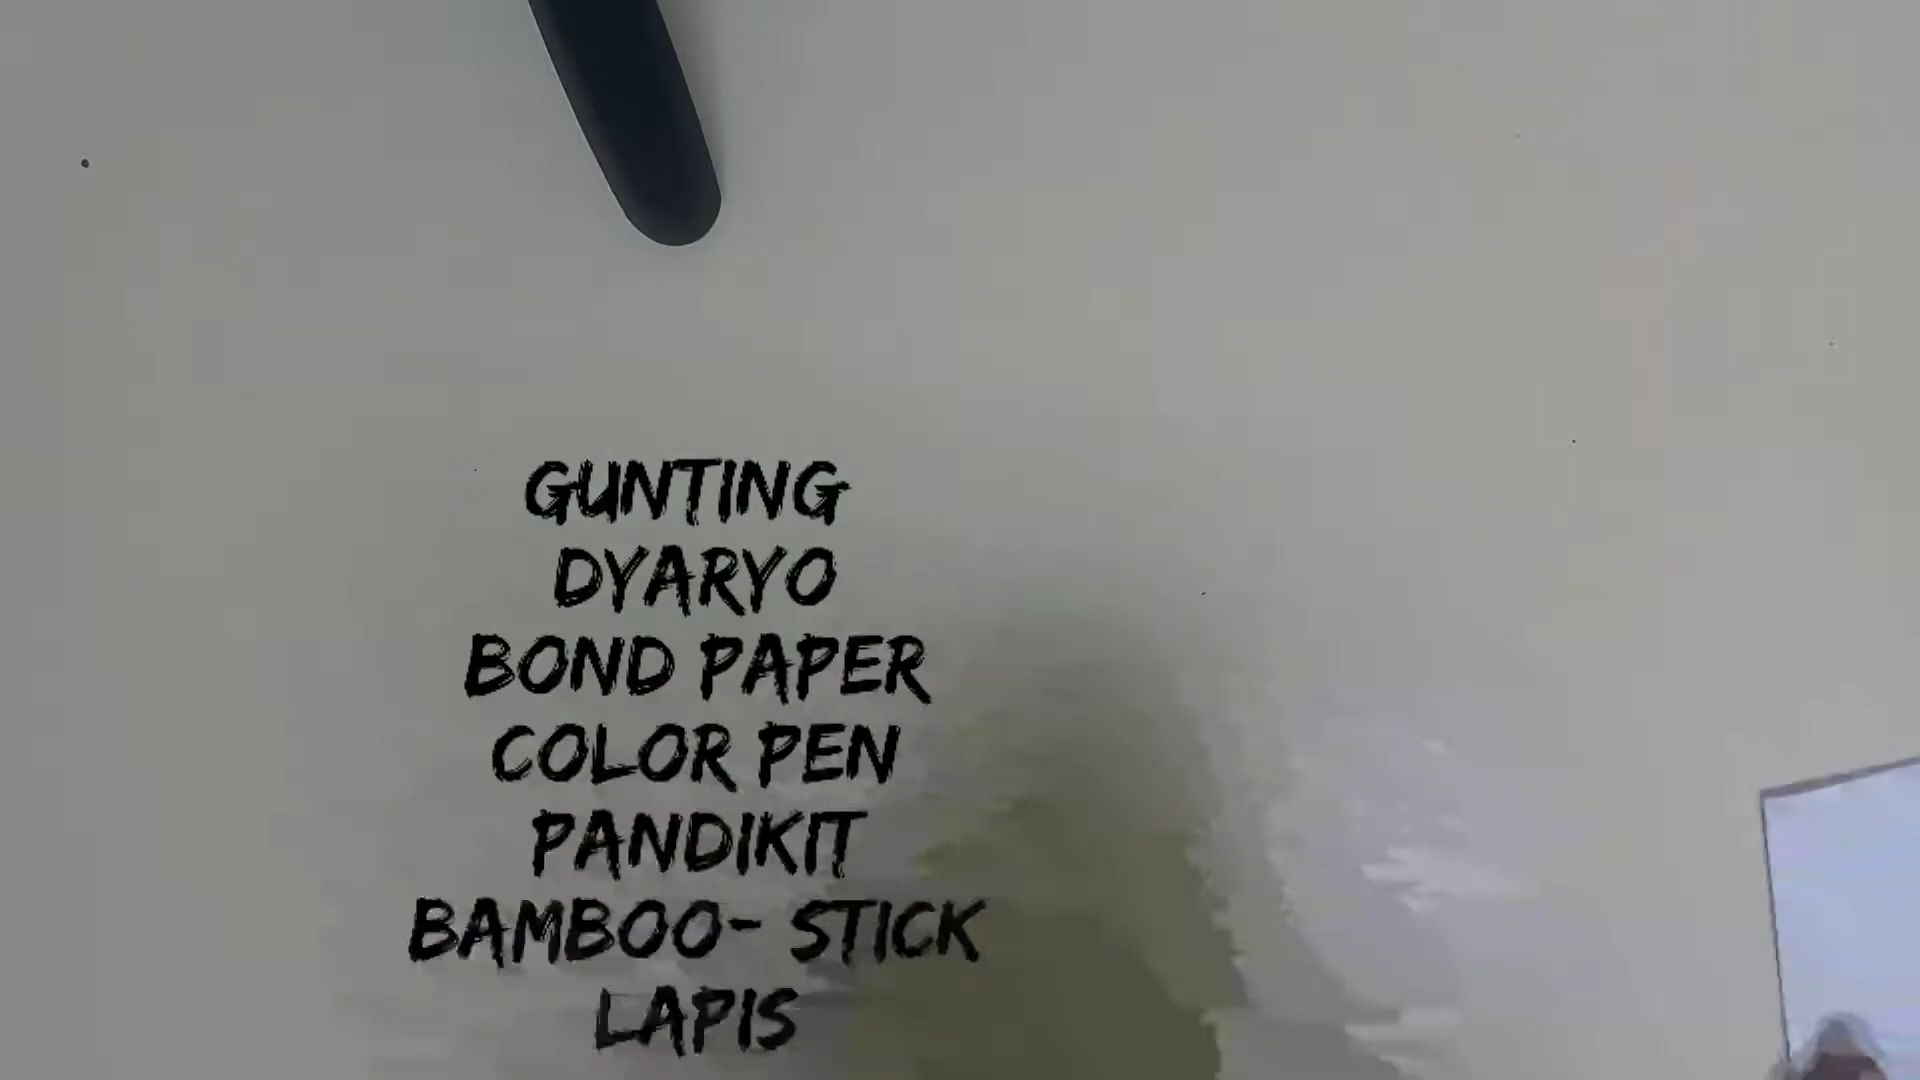 GUNTING
DYARYO
BOND PAPER
COLOR PEN
PANDIKIT
BAMBOO- STICK
LAPIS